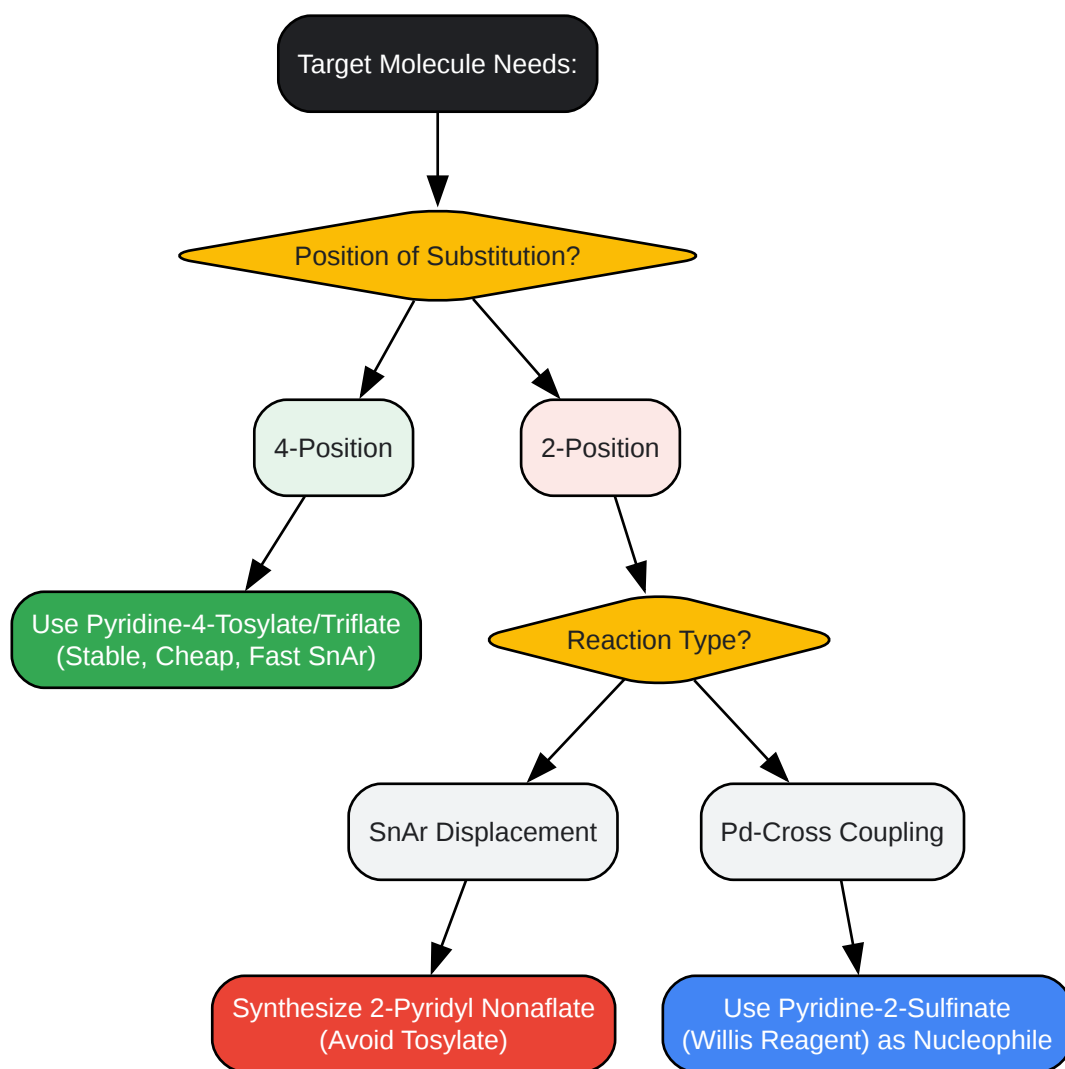 Target Molecule Needs:
Position of Substitution?
4-Position
2-Position
Use Pyridine-4-Tosylate/Triflate
(Stable, Cheap, Fast SnAr)
Reaction Type?
SnAr Displacement
Pd-Cross Coupling
Synthesize 2-Pyridyl Nonaflate
(Avoid Tosylate)
Use Pyridine-2-Sulfinate
(Willis Reagent) as Nucleophile